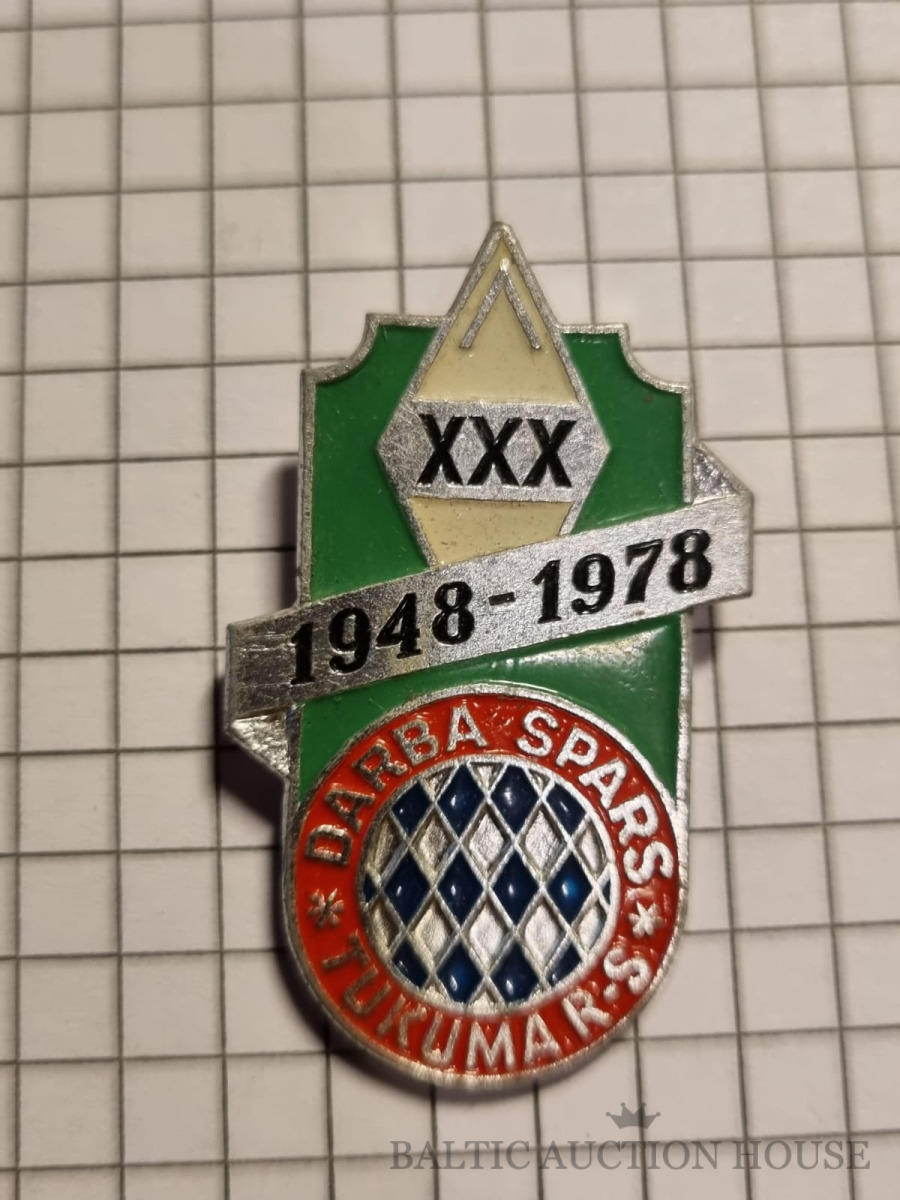 XXX
1948-1978
DARBA SPARS
* TUKUMA R-S *
BALTIC AUCTION HOUSE